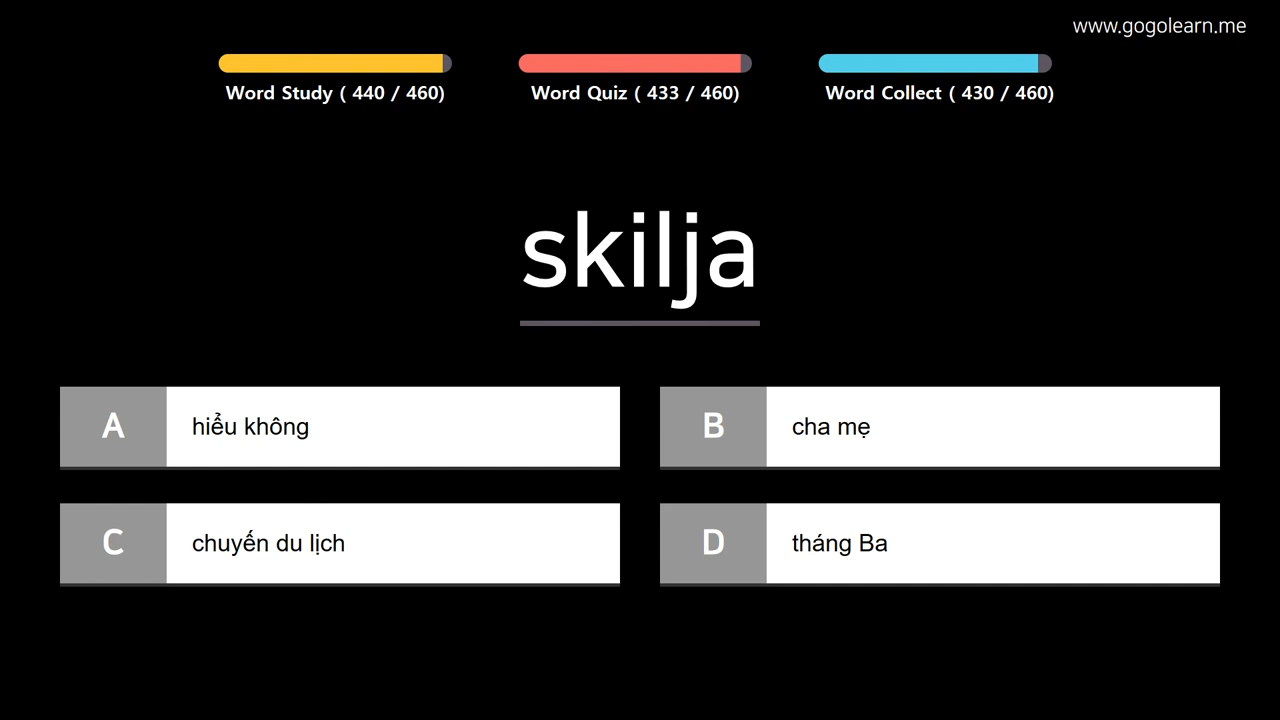 www.gogolearn.me
Word Study ( 440 / 460)
Word Quiz ( 433 / 460)
Word Collect ( 430 / 460)
skilja
A hiểu không
B cha mẹ
C chuyến du lịch
D tháng Ba